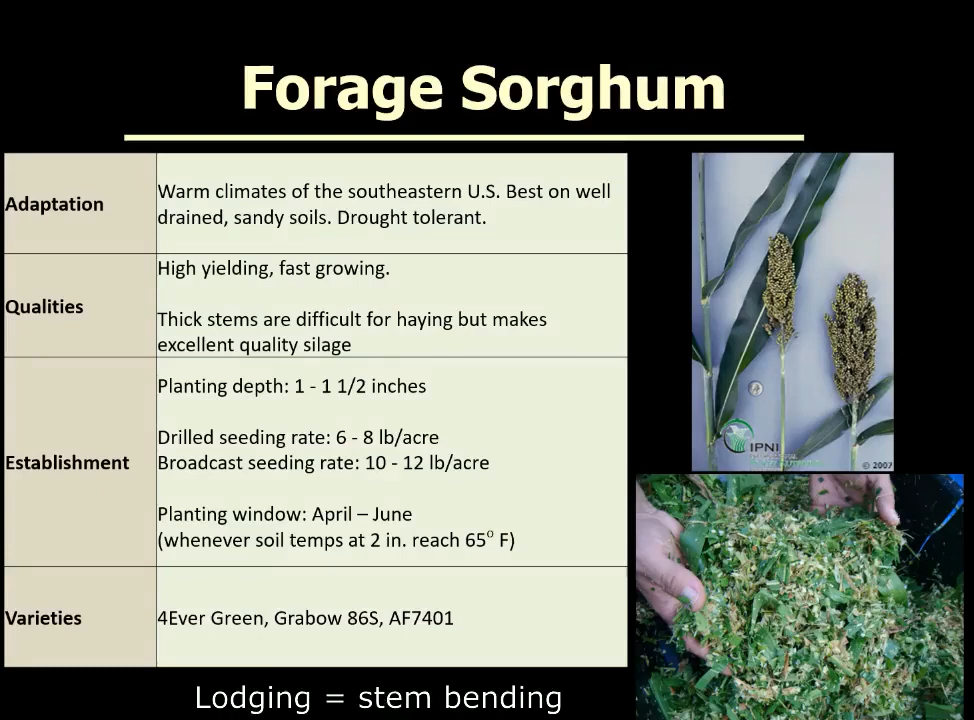 Forage Sorghum
Adaptation
Warm climates of the southeastern U.S. Best on well
drained, sandy soils. Drought tolerant.
Qualities
High yielding, fast growing.
Thick stems are difficult for haying but makes
excellent quality silage
Establishment
Planting depth: 1 - 1 1/2 inches
Drilled seeding rate: 6 - 8 lb/acre
Broadcast seeding rate: 10 - 12 lb/acre
Planting window: April – June
(whenever soil temps at 2 in. reach 65° F)
Varieties
4Ever Green, Grabow 86S, AF7401
IPNI
© 2007
Lodging = stem bending